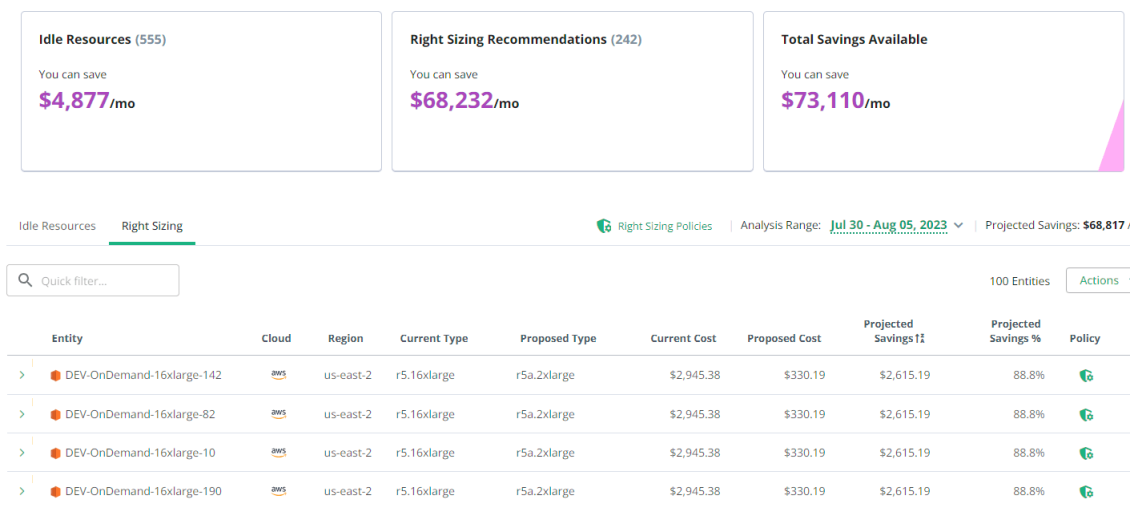 Idle Resources (555)
Right Sizing Recommendations (242)
Total Savings Available
You can save
You can save
You can save
$4,877/mo
$68,232/mo
$73,110/mo
Idle Resources
Right Sizing
Right Sizing Policies
Analysis Range: Jul 30 - Aug 05, 2023
Projected Savings: $68,817 /
Quick filter...
100 Entities
Actions
Entity Cloud Region Current Type Proposed Type Current Cost Proposed Cost Projected Savings Projected Savings % Policy
DEV-OnDemand-16xlarge-142 aws us-east-2 r5.16xlarge r5a.2xlarge $2,945.38 $330.19 $2,615.19 88.8%
DEV-OnDemand-16xlarge-82 aws us-east-2 r5.16xlarge r5a.2xlarge $2,945.38 $330.19 $2,615.19 88.8%
DEV-OnDemand-16xlarge-10 aws us-east-2 r5.16xlarge r5a.2xlarge $2,945.38 $330.19 $2,615.19 88.8%
DEV-OnDemand-16xlarge-190 aws us-east-2 r5.16xlarge r5a.2xlarge $2,945.38 $330.19 $2,615.19 88.8%